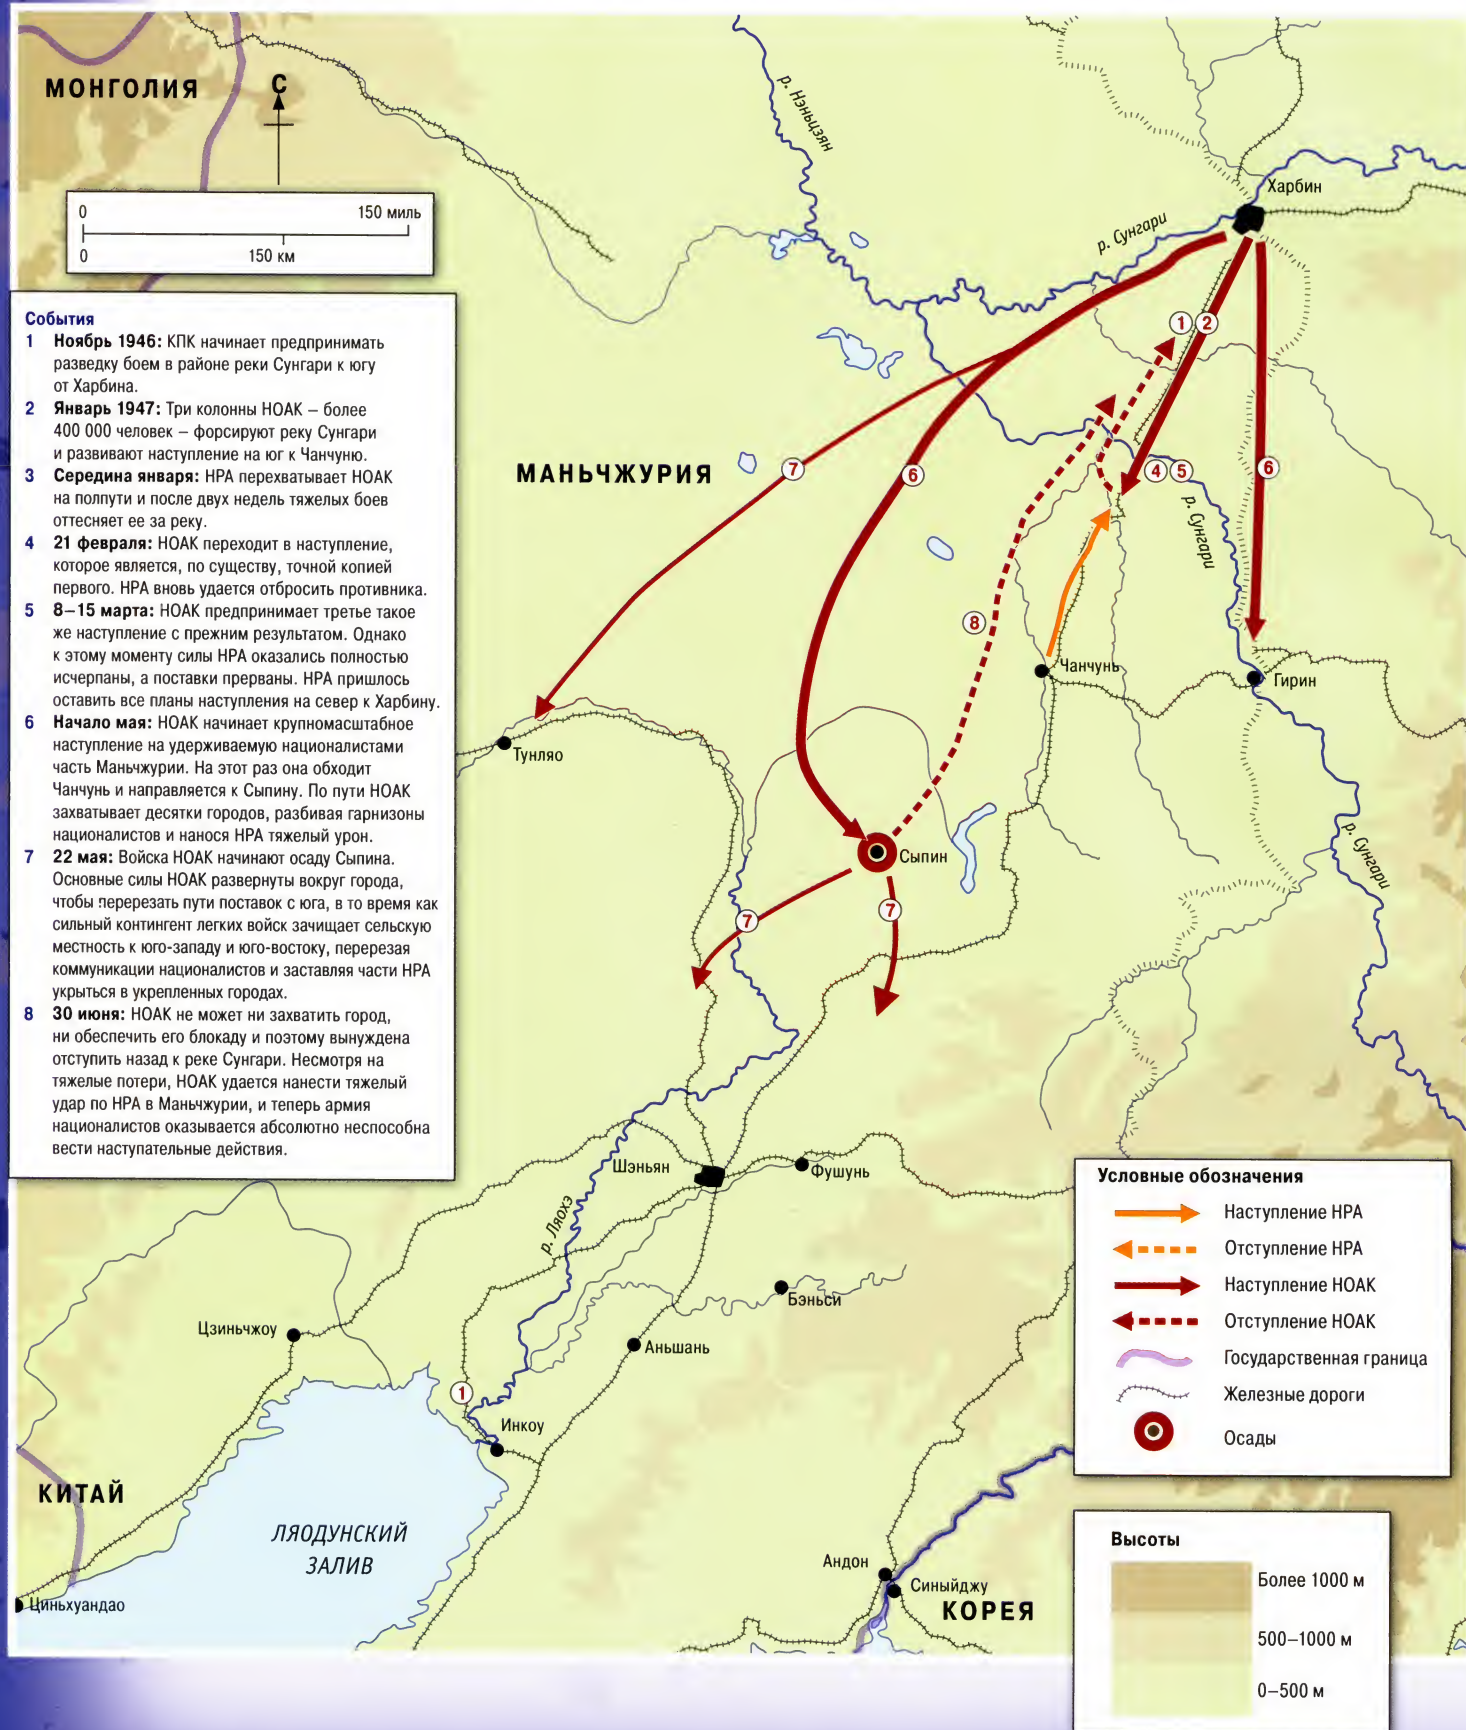 МОНГОЛИЯ
С
0 150 миль
0 150 км
События
1 Ноябрь 1946: КПК начинает предпринимать
разведку боем в районе реки Сунгари к югу
от Харбина.
2 Январь 1947: Три колонны НОАК – более
400 000 человек – форсируют реку Сунгари
и развивают наступление на юг к Чанчуню.
3 Середина января: НРА перехватывает НОАК
на полпути и после двух недель тяжелых боев
оттесняет ее за реку.
4 21 февраля: НОАК переходит в наступление,
которое является, по существу, точной копией
первого. НРА вновь удается отбросить противника.
5 8–15 марта: НОАК предпринимает третье такое
же наступление с прежним результатом. Однако
к этому моменту силы НРА оказались полностью
исчерпаны, а поставки прерваны. НРА пришлось
оставить все планы наступления на север к Харбину.
6 Начало мая: НОАК начинает крупномасштабное
наступление на удерживаемую националистами
часть Маньчжурии. На этот раз она обходит
Чанчунь и направляется к Сыпину. По пути НОАК
захватывает десятки городов, разбивая гарнизоны
националистов и нанося НРА тяжелый урон.
7 22 мая: Войска НОАК начинают осаду Сыпина.
Основные силы НОАК развернуты вокруг города,
чтобы перерезать пути поставок с юга, в то время как
сильный контингент легких войск зачищает сельскую
местность к юго-западу и юго-востоку, перерезая
коммуникации националистов и заставляя части НРА
укрыться в укрепленных городах.
8 30 июня: НОАК не может ни захватить город,
ни обеспечить его блокаду и поэтому вынуждена
отступить назад к реке Сунгари. Несмотря на
тяжелые потери, НОАК удается нанести тяжелый
удар по НРА в Маньчжурии, и теперь армия
националистов оказывается абсолютно неспособна
вести наступательные действия.
р. Нэньцзян
Харбин
р. Сунгари
1 2
МАНЬЧЖУРИЯ
7
6
4 5
6
р. Сунгари
8
Чанчунь
Гирин
Тунляо
Сыпин
р. Сунгари
7
7
Шэньян
Фушунь
р. Ляохэ
Бэньси
Цзиньчжоу
Аньшань
1
Инкоу
КИТАЙ
ЛЯОДУНСКИЙ
ЗАЛИВ
Циньхуандао
Андон
Синыйджу
КОРЕЯ
Условные обозначения
Наступление НРА
Отступление НРА
Наступление НОАК
Отступление НОАК
Государственная граница
Железные дороги
Осады
Высоты
Более 1000 м
500–1000 м
0–500 м